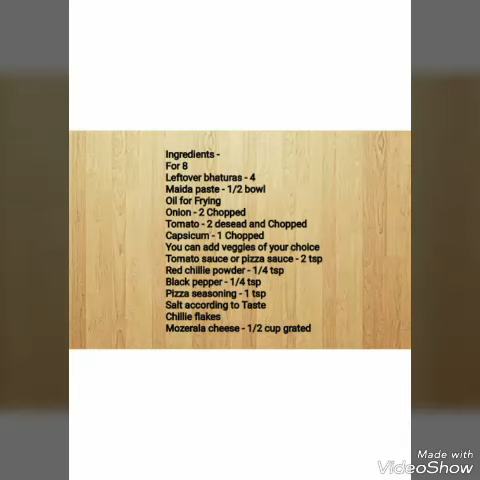 Ingredients -
For 8
Leftover bhaturas - 4
Maida paste - 1/2 bowl
Oil for Frying
Onion - 2 Chopped
Tomato - 2 desead and Chopped
Capsicum - 1 Chopped
You can add veggies of your choice
Tomato sauce or pizza sauce - 2 tsp
Red chillie powder - 1/4 tsp
Black pepper - 1/4 tsp
Pizza seasoning - 1 tsp
Salt according to Taste
Chillie flakes
Mozerala cheese - 1/2 cup grated
Made with
VideoShow